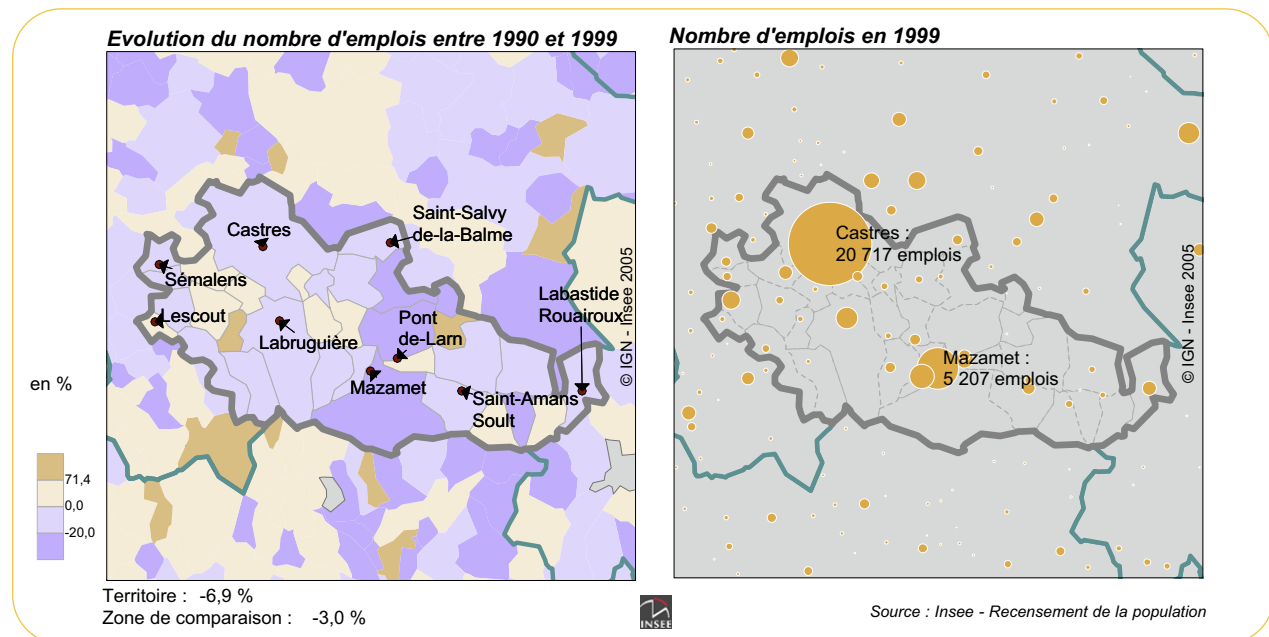 Evolution du nombre d'emplois entre 1990 et 1999
Saint-Salvy
de-la-Balme
Castres
Sémalens
Lescout
Labruguière
Pont
de-Larn
Labastide
Rouairoux
Mazamet
Saint-Amans
Soult
© IGN - Insee 2005
en %
71,4
0,0
-20,0
Territoire : -6,9 %
Zone de comparaison : -3,0 %
Nombre d'emplois en 1999
Castres :
20 717 emplois
Mazamet :
5 207 emplois
© IGN - Insee 2005
INSEE
Source : Insee - Recensement de la population